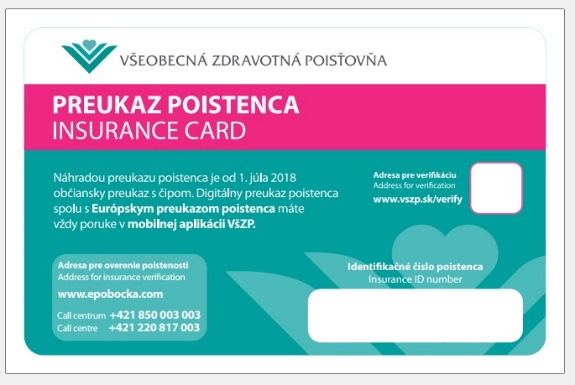 VŠEOBECNÁ ZDRAVOTNÁ POISŤOVŇA
PREUKAZ POISTENCA
INSURANCE CARD
Náhradou preukazu poistenca je od 1. júla 2018
občiansky preukaz s čipom. Digitálny preukaz poistenca
spolu s Európskym preukazom poistenca máte
vždy poruke v mobilnej aplikácii VšZP.
Adresa pre verifikáciu
Address for verification
www.vszp.sk/verify
Adresa pre overenie poistenosti
Address for insurance verification
www.epobocka.com
Call centrum +421 850 003 003
Call centre +421 220 817 003
Identifikačné číslo poistenca
Insurance ID number